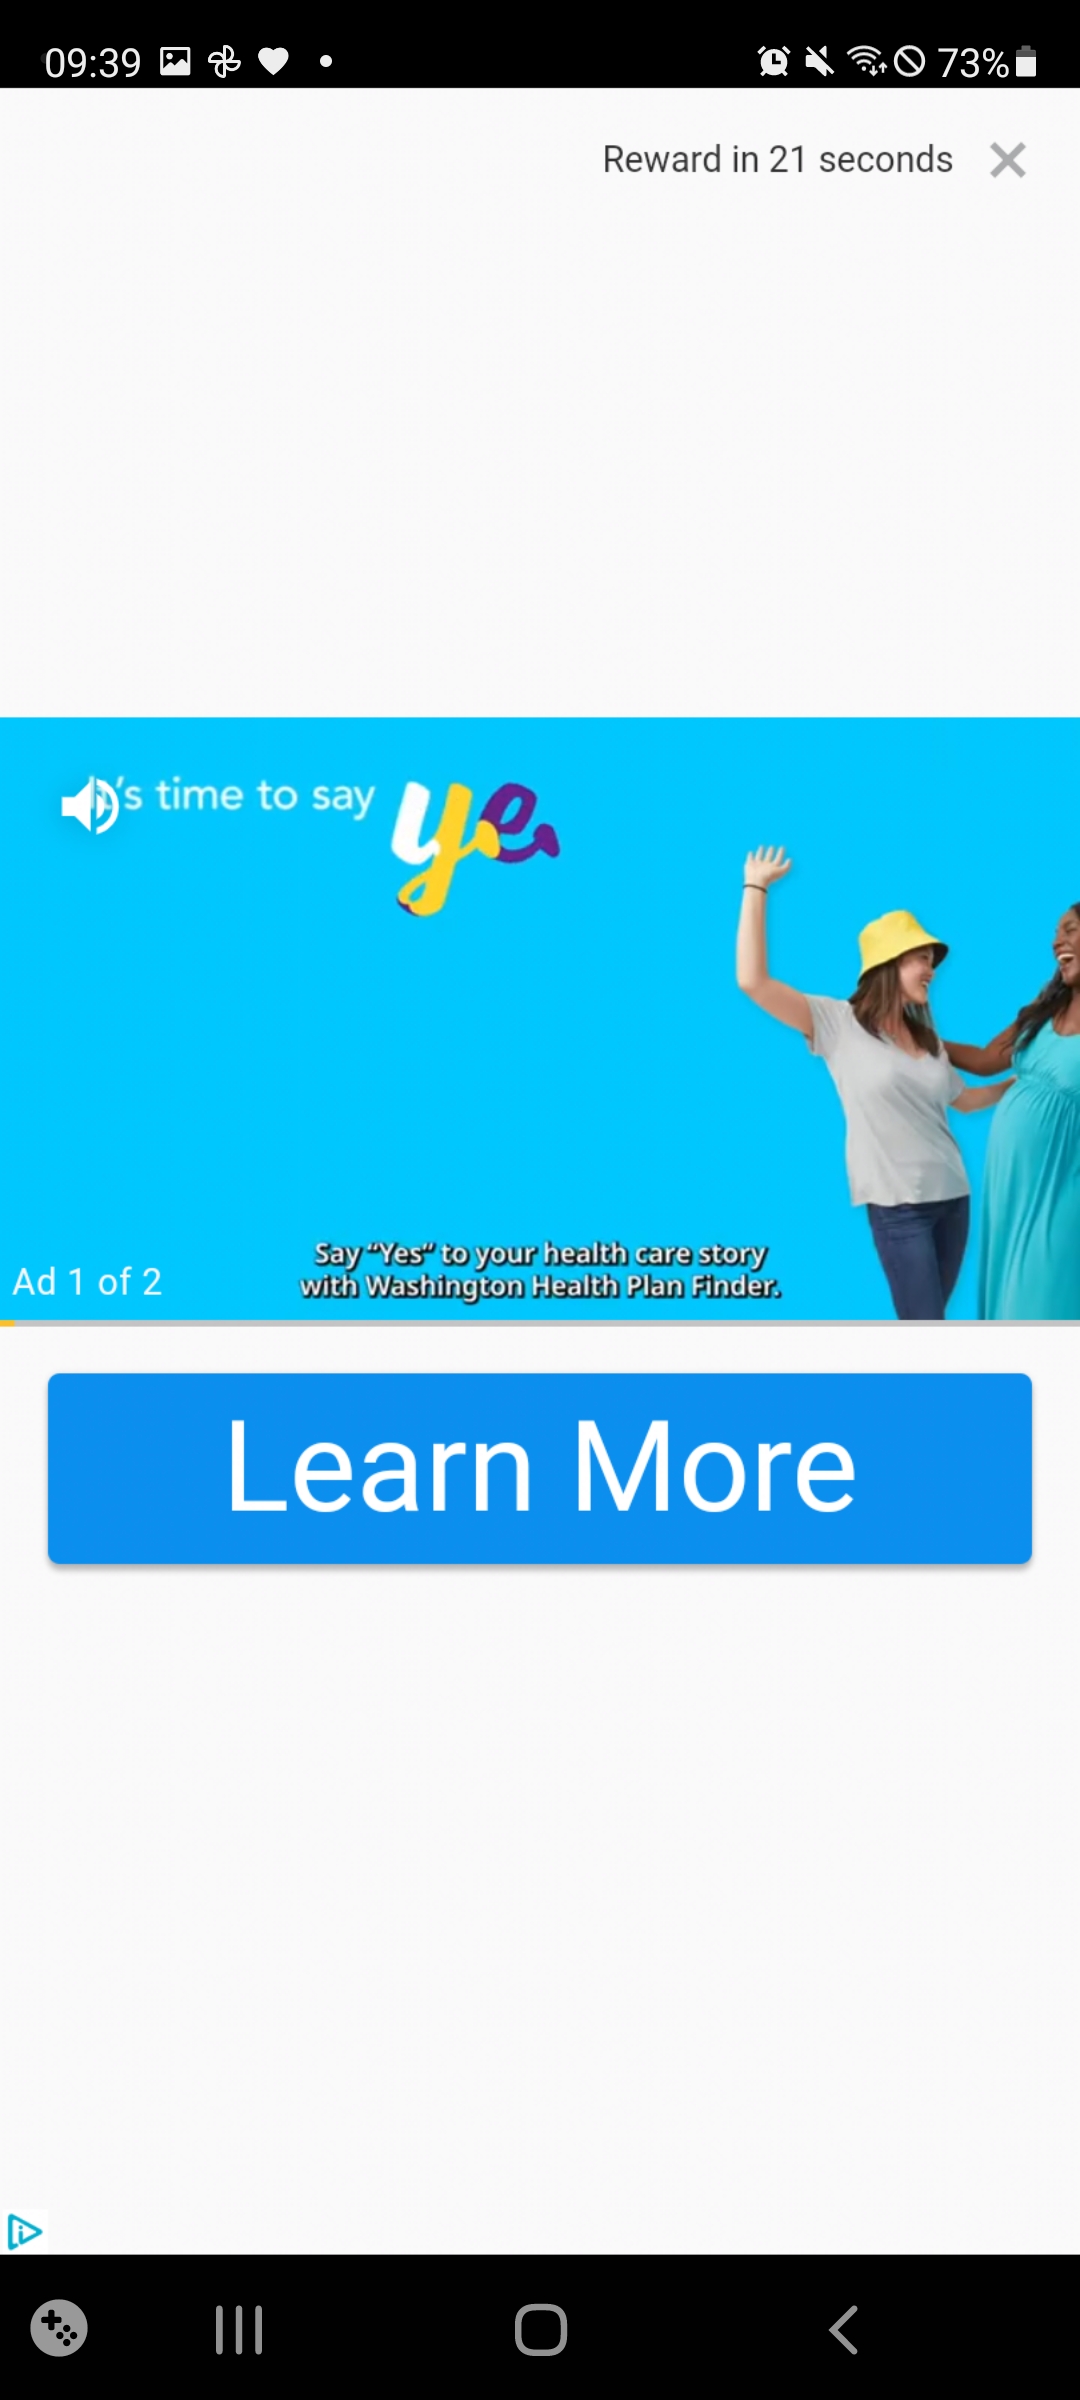 09:39
73%
Reward in 21 seconds
It's time to say ye
Say “Yes” to your health care story
with Washington Health Plan Finder.
Ad 1 of 2
Learn More